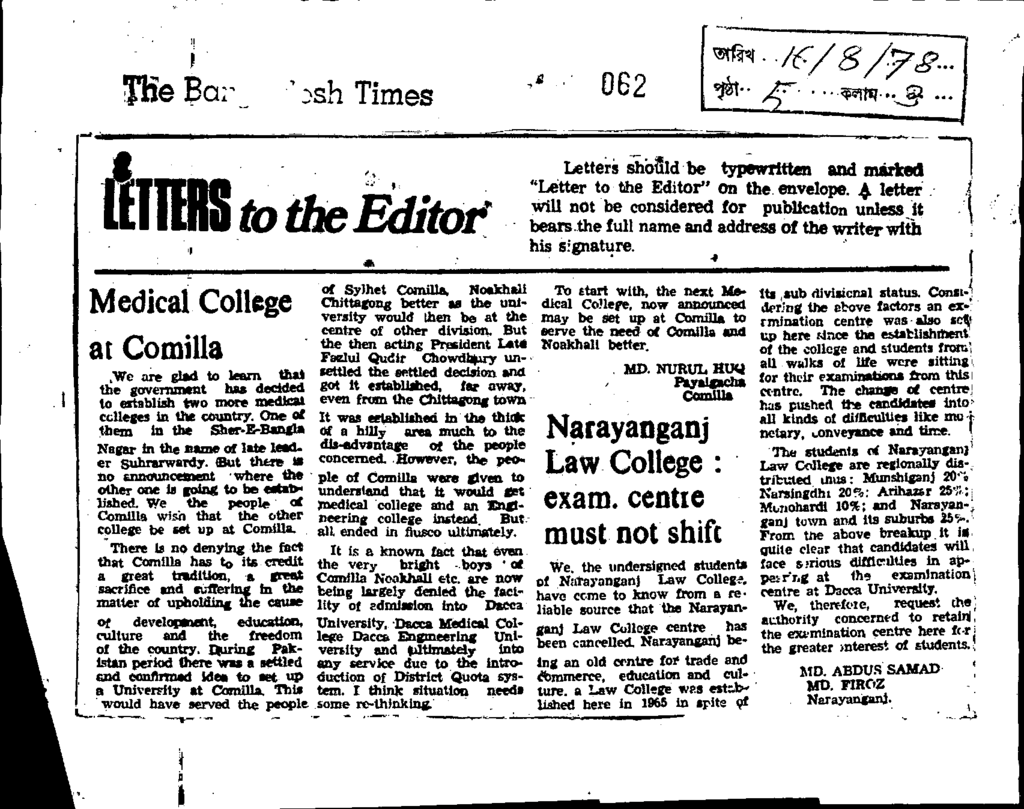 The Bangladesh Times
062
তারিখ .. 16/8/78...
পৃষ্ঠা.. 5 .... কলাম... ...
LETTERS to the Editor
Letters should be typewritten and marked
"Letter to the Editor" on the envelope. A letter
will not be considered for publication unless it
bears the full name and address of the writer with
his signature.
Medical College
at Comilla
We are glad to learn that
the government has decided
to establish two more medical
colleges in the country. One of
them in the Sher-E-Bangla
Nagar in the name of late lead-
er Suhrarwardy. But there is
no announcement where the
other one is going to be estab-
lished. We the people of
Comilla wish that the other
college be set up at Comilla.
There is no denying the fact
that Comilla has to its credit
a great tradition, a great
sacrifice and suffering in the
matter of upholding the cause
of development, education,
culture and the freedom
of the country. During Pak-
istan period there was a settled
and confirmed idea to set up
a University at Comilla. This
would have served the people
of Sylhet Comilla, Noakhali
Chittagong better as the uni-
versity would then be at the
centre of other division. But
the then acting President Late
Fazlul Qudir Chowdhury un-
settled the settled decision and
got it established, far away,
even from the Chittagong town
It was established in the thick
of a hilly area much to the
dis-advantage of the people
concerned. However, the peo-
ple of Comilla were given to
understand that it would get
medical college and an Engi-
neering college instead. But
all ended in fiusco ultimately.
It is a known fact that even
the very bright boys of
Comilla Noakhali etc. are now
being largely denied the faci-
lity of admission into Dacca
University, Dacca Medical Col-
lege Dacca Engineering Uni-
versity and ultimately into
any service due to the intro-
duction of District Quota sys-
tem. I think situation needs
some re-thinking.
To start with, the next Me-
dical College, now announced
may be set up at Comilla to
serve the need of Comilla and
Noakhali better.
MD. NURUL HUQ
Payalgacha
Comilla
Narayanganj
Law College :
exam. centre
must not shift
We, the undersigned students
of Narayanganj Law College,
have come to know from a re-
liable source that the Narayan-
ganj Law College centre has
been cancelled. Narayanganj be-
ing an old centre for trade and
commerce, education and cul-
ture, a Law College was estab-
lished here in 1965 in spite of
its sub divisional status. Consi-
dering the above factors an ex-
rmination centre was also set
up here since the establishment
of the college and students from
all walks of life were sitting
for their examinations from this
centre. The change of centre
has pushed the candidates into
all kinds of difficulties like mo-
netary, conveyance and time.
The students of Narayanganj
Law College are regionally dis-
tributed thus: Munshiganj 20%
Narsingdhi 20%; Arihazar 25%;
Munohardi 10%; and Narayan-
ganj town and its suburbs 25%.
From the above breakup it is
quite clear that candidates will
face serious difficulties in ap-
pearing at the examination
centre at Dacca University.
We, therefore, request the
authority concerned to retain
the examination centre here for
the greater interest of students.
MD. ABDUS SAMAD
MD. FIROZ
Narayanganj.